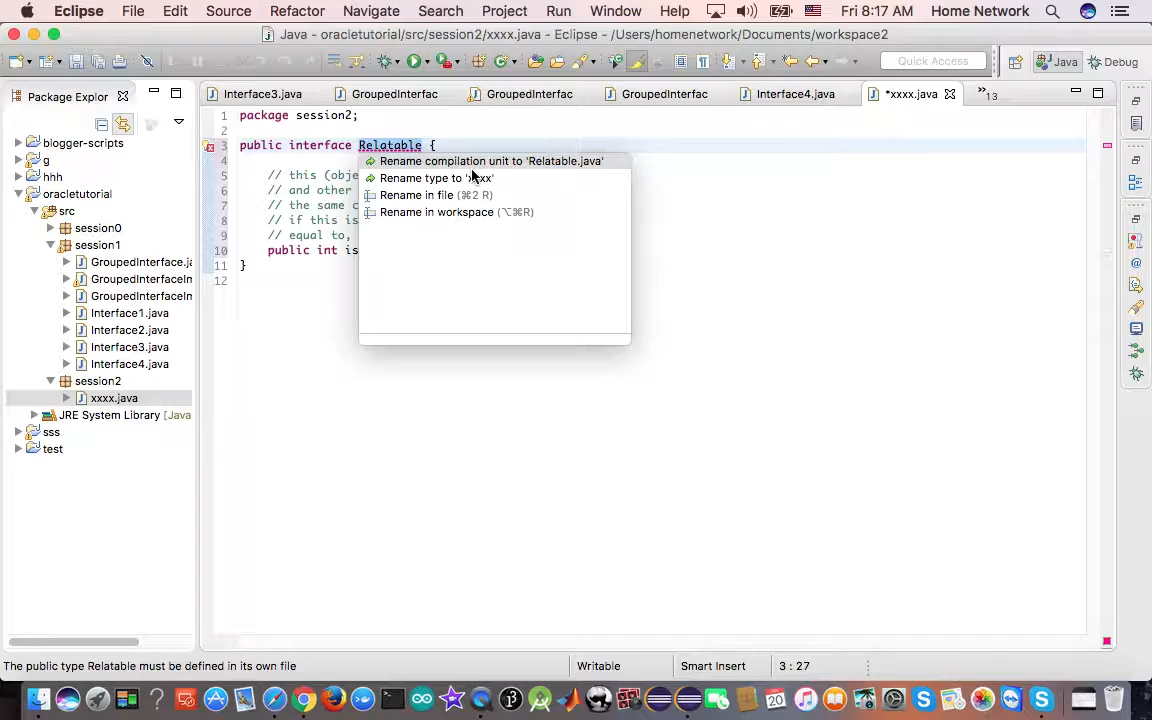 Eclipse File Edit Source Refactor Navigate Search Project Run Window Help Fri 8:17 AM Home Network
Java - oracletutorial/src/session2/xxxx.java - Eclipse - /Users/homenetwork/Documents/workspace2
Quick Access Java Debug
Package Explor
Interface3.java GroupedInterfac GroupedInterfac GroupedInterfac Interface4.java *xxxx.java »13
blogger-scripts
g
hhh
oracletutorial
src
session0
session1
GroupedInterface.ja
GroupedInterfaceIm
GroupedInterfaceIm
Interface1.java
Interface2.java
Interface3.java
Interface4.java
session2
xxxx.java
JRE System Library [Java
sss
test
1 package session2;
2
3 public interface Relatable {
4
5 // this (obje
6 // and other
7 // the same c
8 // if this is
9 // equal to,
10 public int is
11 }
12
Rename compilation unit to 'Relatable.java'
Rename type to 'xxxx'
Rename in file (⌘2 R)
Rename in workspace (⌥⌘R)
The public type Relatable must be defined in its own file Writable Smart Insert 3 : 27
20